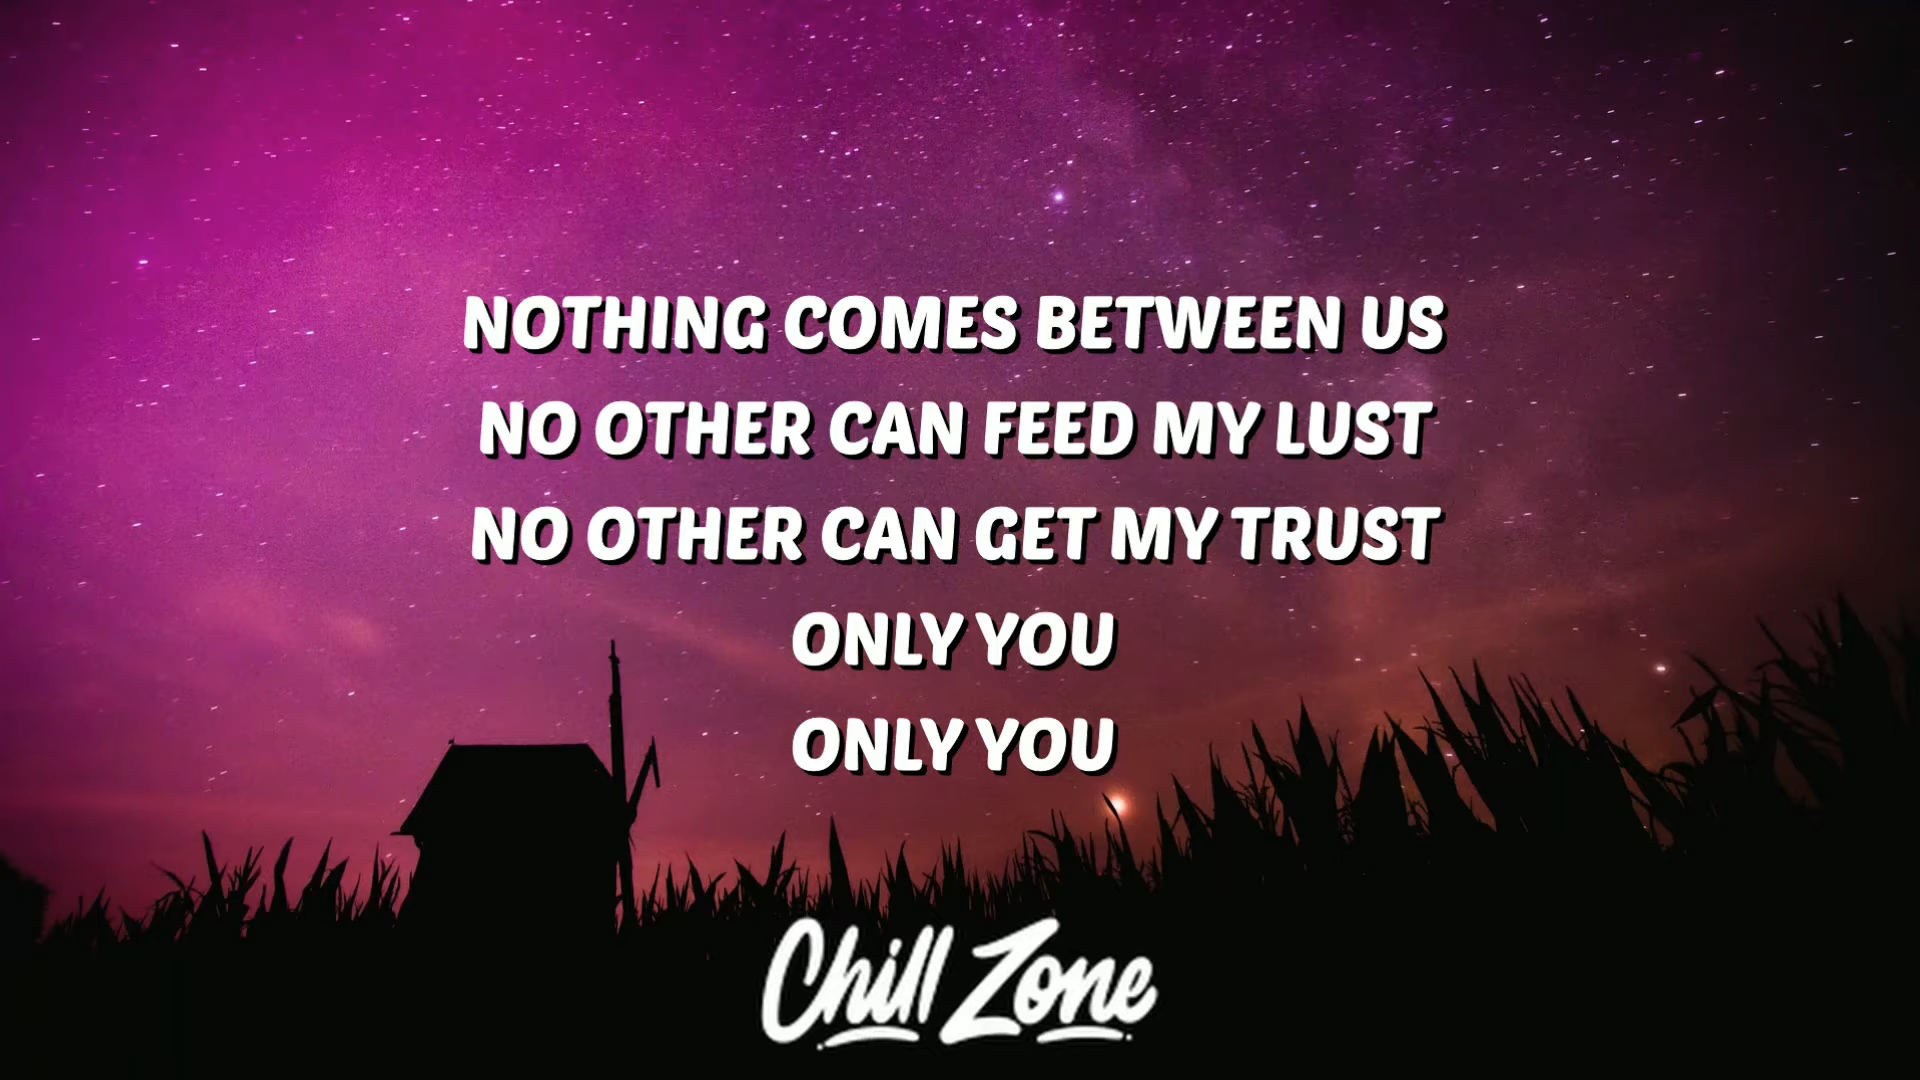 NOTHING COMES BETWEEN US
NO OTHER CAN FEED MY LUST
NO OTHER CAN GET MY TRUST
ONLY YOU
ONLY YOU
Chill Zone